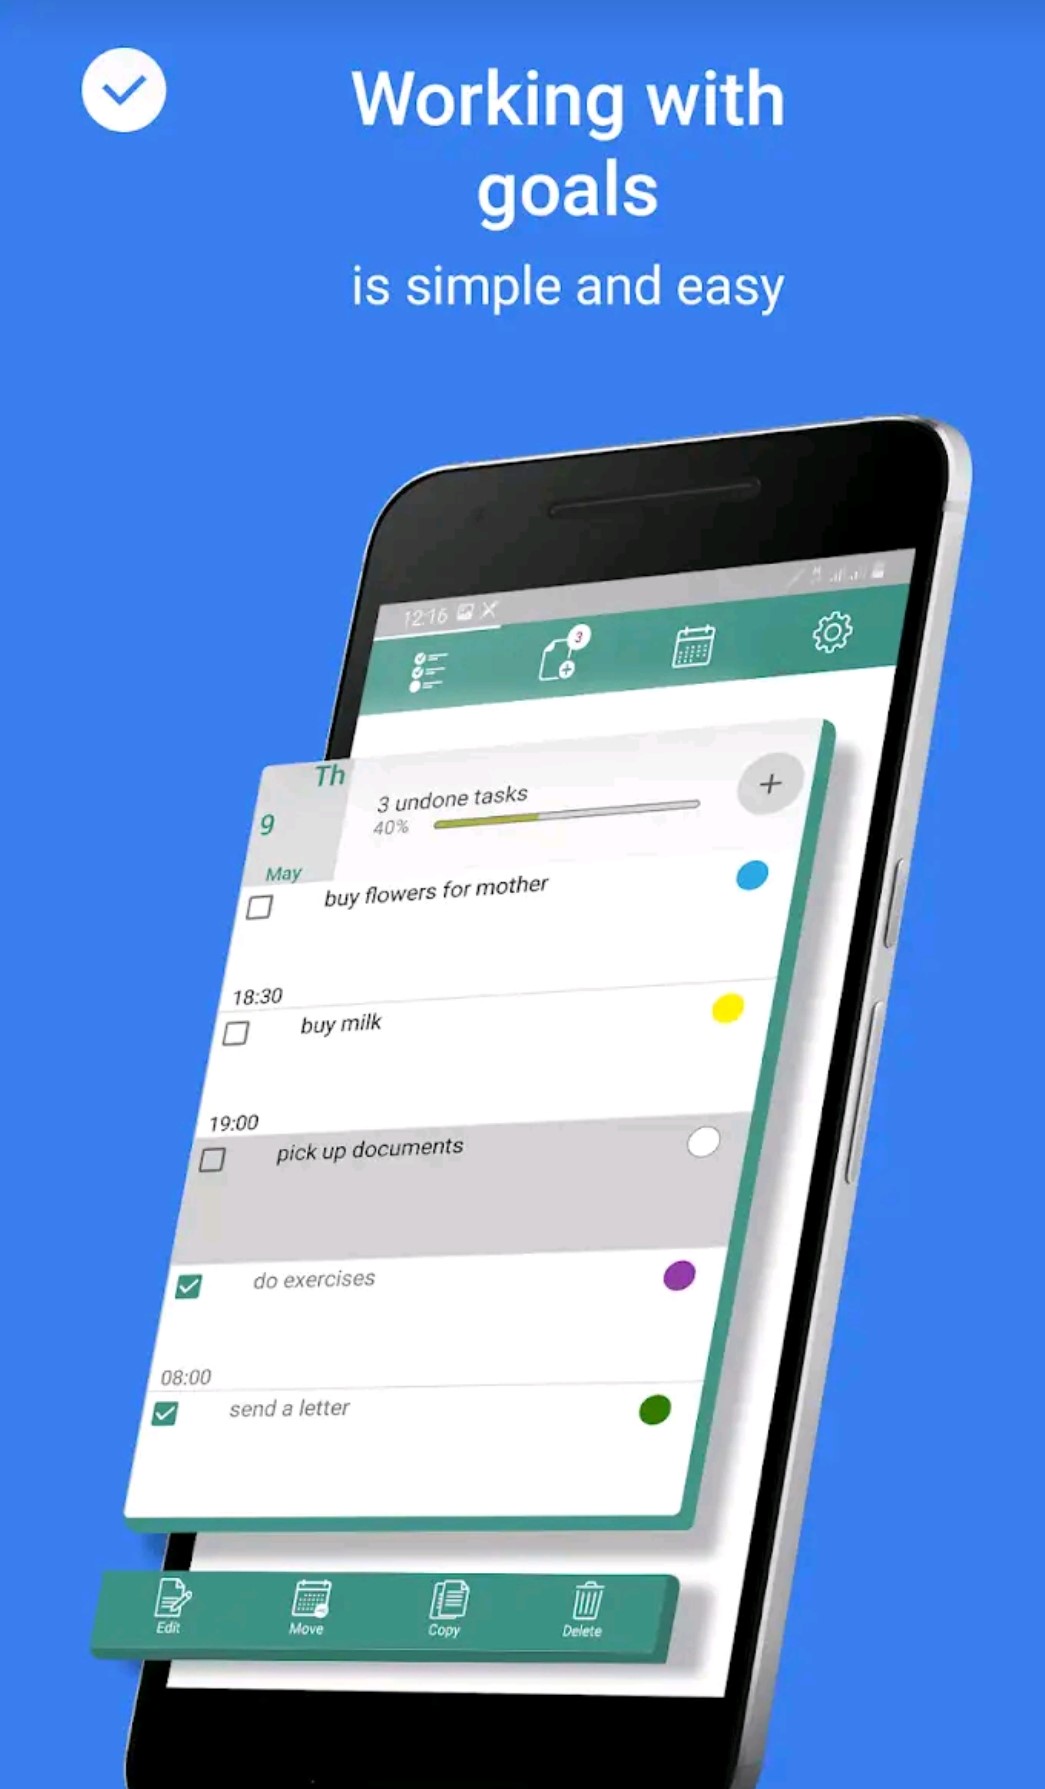 Working with
goals
is simple and easy
12:16
3
Th
9
May
3 undone tasks
40%
+
buy flowers for mother
18:30
buy milk
19:00
pick up documents
do exercises
08:00
send a letter
Edit
Move
Copy
Delete